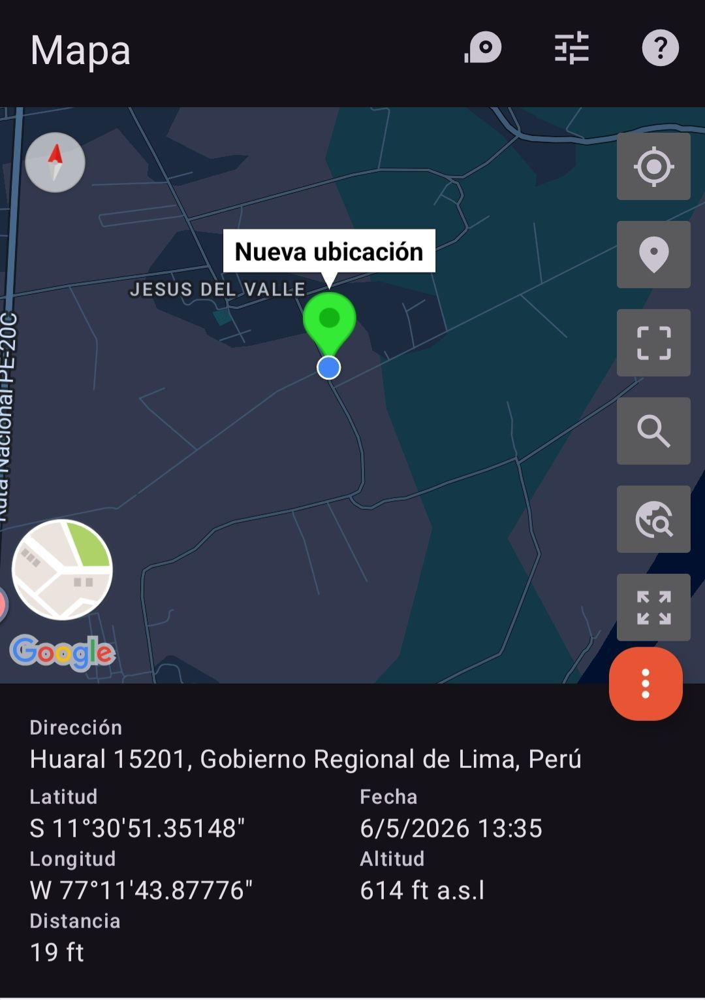 Mapa
Nueva ubicación
JESUS DEL VALLE
Ruta Nacional PE-20C
Google
Dirección
Huaral 15201, Gobierno Regional de Lima, Perú
Latitud
S 11°30'51.35148"
Fecha
6/5/2026 13:35
Longitud
W 77°11'43.87776"
Altitud
614 ft a.s.l
Distancia
19 ft